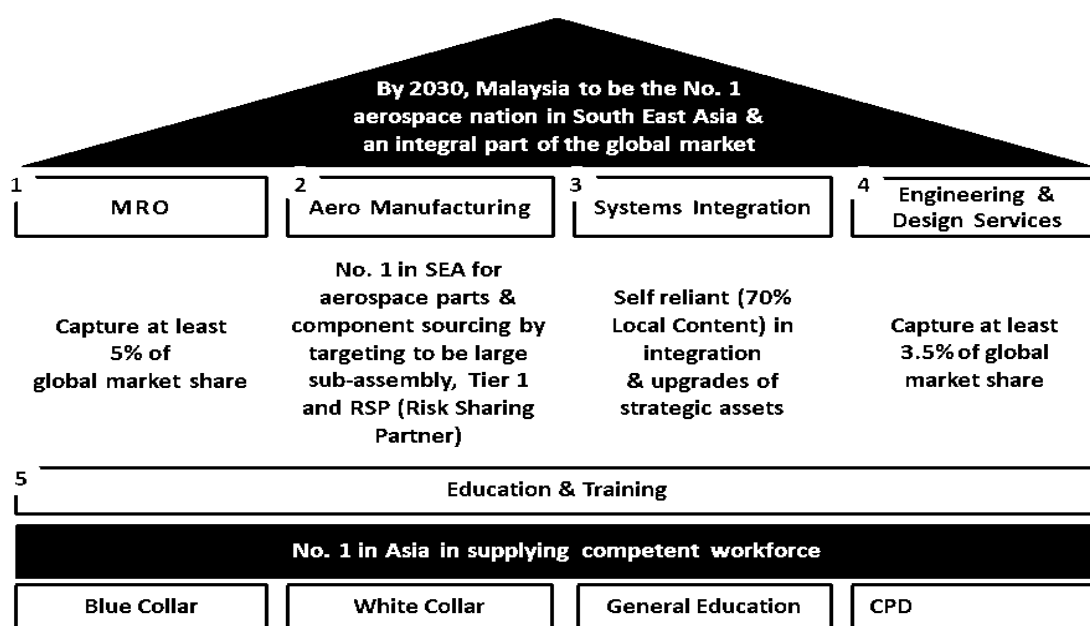 By 2030, Malaysia to be the No. 1
aerospace nation in South East Asia &
an integral part of the global market
1
MRO
2
Aero Manufacturing
3
Systems Integration
4
Engineering &
Design Services
Capture at least
5% of
global market share
No. 1 in SEA for
aerospace parts &
component sourcing by
targeting to be large
sub-assembly, Tier 1
and RSP (Risk Sharing
Partner)
Self reliant (70%
Local Content) in
integration
& upgrades of
strategic assets
Capture at least
3.5% of global
market share
5
Education & Training
No. 1 in Asia in supplying competent workforce
Blue Collar
White Collar
General Education
CPD